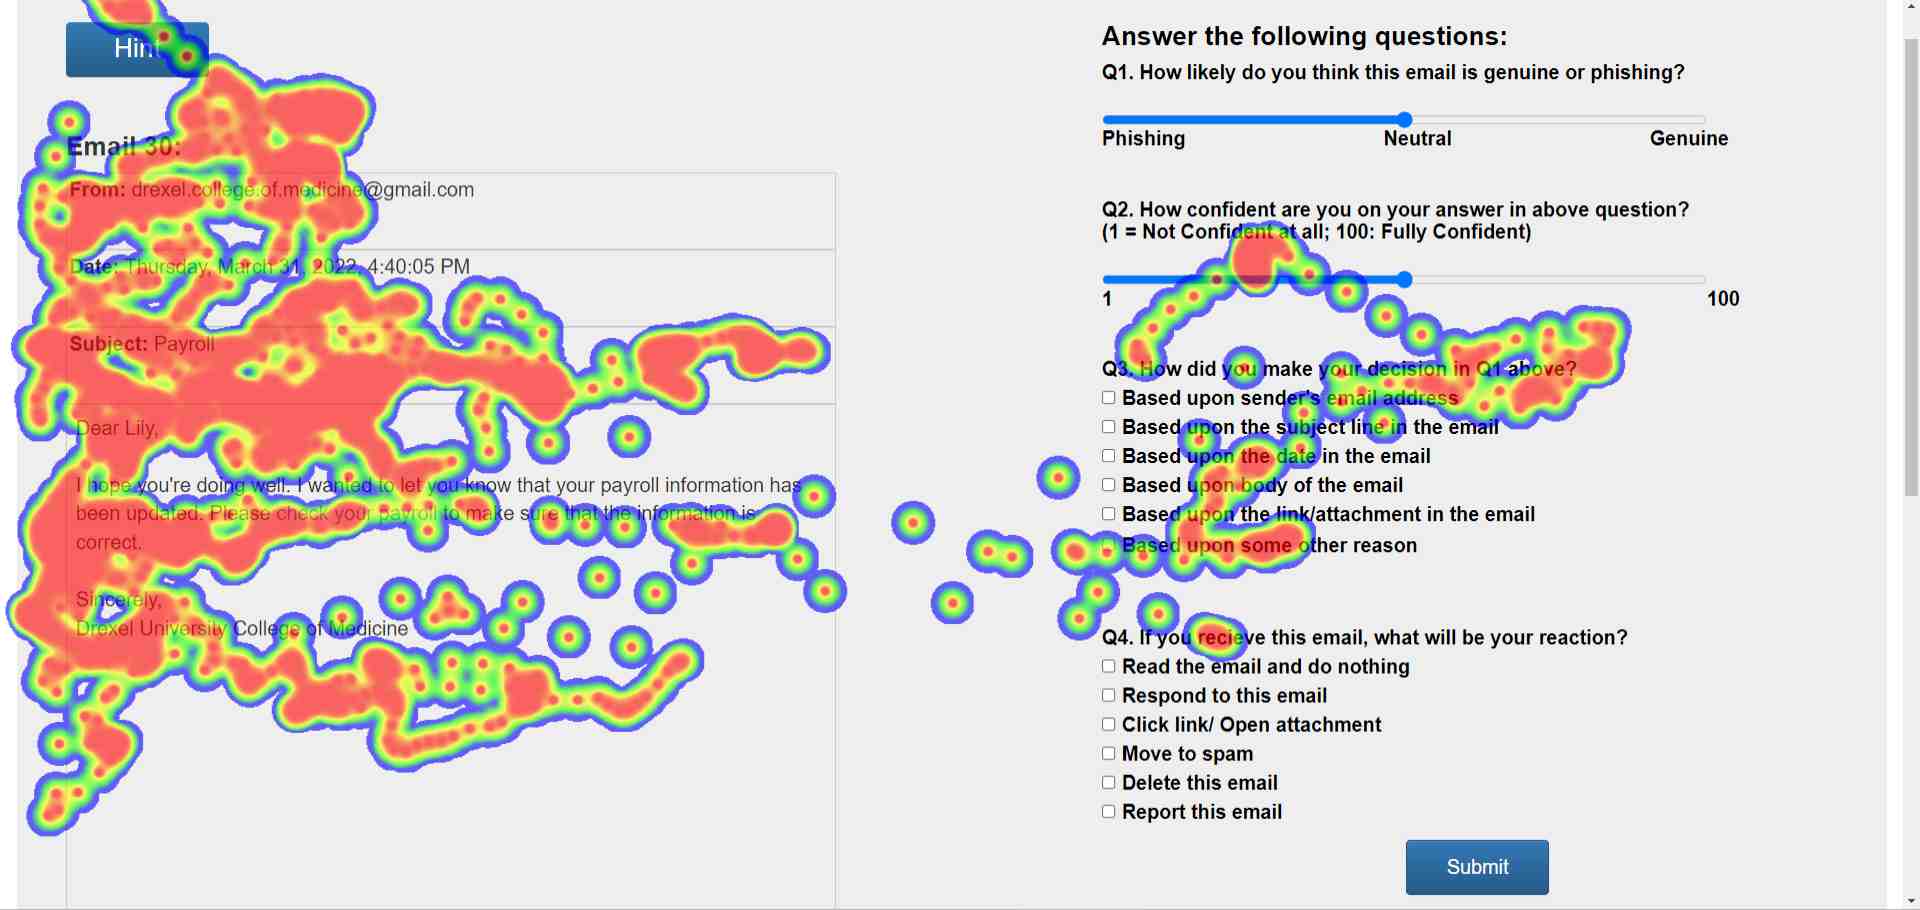 Hint
Email 30:
From: drexel.college.of.medicine@gmail.com
Date: Thursday, March 31, 2022, 4:40:05 PM
Subject: Payroll
Dear Lily,
I hope you're doing well. I wanted to let you know that your payroll information has
been updated. Please check your payroll to make sure that the information is
correct.
Sincerely,
Drexel University College of Medicine
Answer the following questions:
Q1. How likely do you think this email is genuine or phishing?
Phishing Neutral Genuine
Q2. How confident are you on your answer in above question?
(1 = Not Confident at all; 100: Fully Confident)
1 100
Q3. How did you make your decision in Q1 above?
Based upon sender's email address
Based upon the subject line in the email
Based upon the date in the email
Based upon body of the email
Based upon the link/attachment in the email
Based upon some other reason
Q4. If you recieve this email, what will be your reaction?
Read the email and do nothing
Respond to this email
Click link/ Open attachment
Move to spam
Delete this email
Report this email
Submit